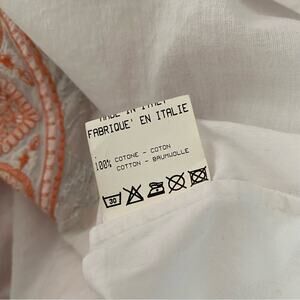 MADE IN ITALY
FABRIQUE' EN ITALIE
100% COTONE - COTON
COTTON - BAUMWOLLE
30